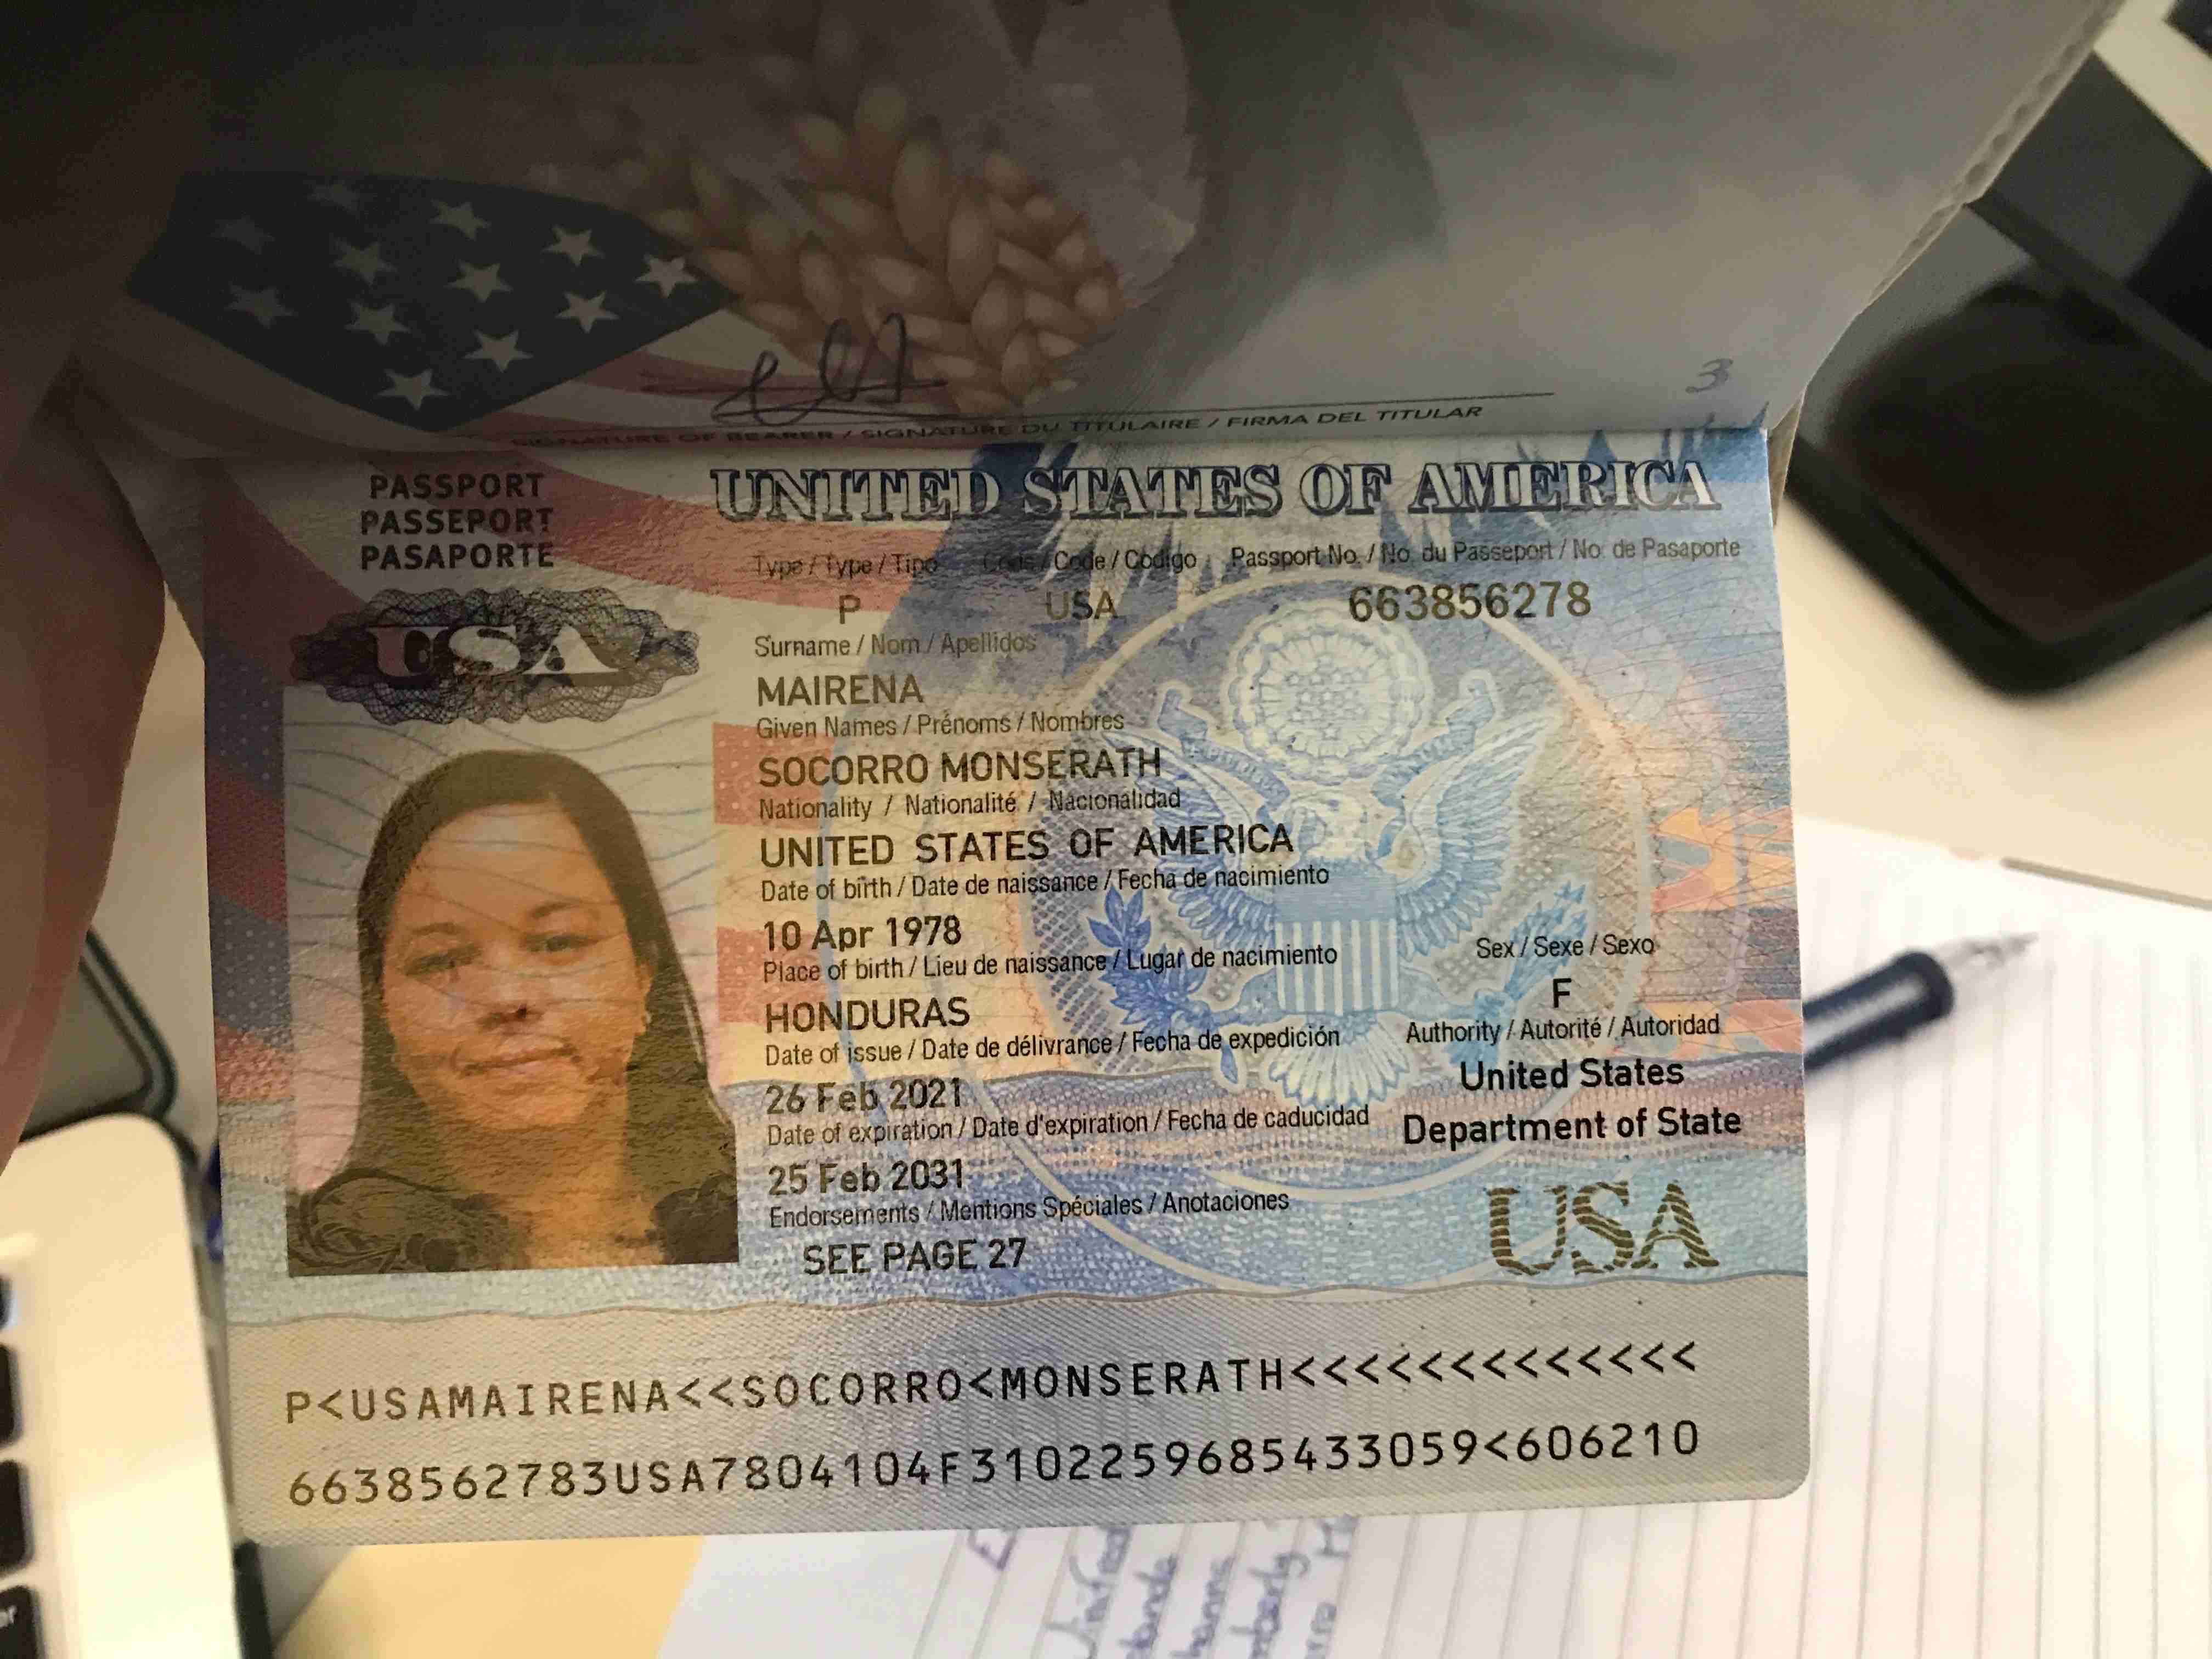 3
SIGNATURE OF BEARER / SIGNATURE DU TITULAIRE / FIRMA DEL TITULAR
PASSPORT
PASSEPORT
PASAPORTE
USA
UNITED STATES OF AMERICA
Type / Type / Tipo Code / Code / Código Passport No. / No. du Passeport / No. de Pasaporte
P USA 663856278
Surname / Nom / Apellidos
MAIRENA
Given Names / Prénoms / Nombres
SOCORRO MONSERATH
Nationality / Nationalité / Nacionalidad
UNITED STATES OF AMERICA
Date of birth / Date de naissance / Fecha de nacimiento
10 Apr 1978
Place of birth / Lieu de naissance / Lugar de nacimiento Sex / Sexe / Sexo
HONDURAS F
Date of issue / Date de délivrance / Fecha de expedición Authority / Autorité / Autoridad
26 Feb 2021 United States
Date of expiration / Date d'expiration / Fecha de caducidad Department of State
25 Feb 2031
Endorsements / Mentions Spéciales / Anotaciones
SEE PAGE 27
USA
P<USAMAIRENA<<SOCORRO<MONSERATH<<<<<<<<<<<<<
6638562783USA7804104F3102259685433059<606210